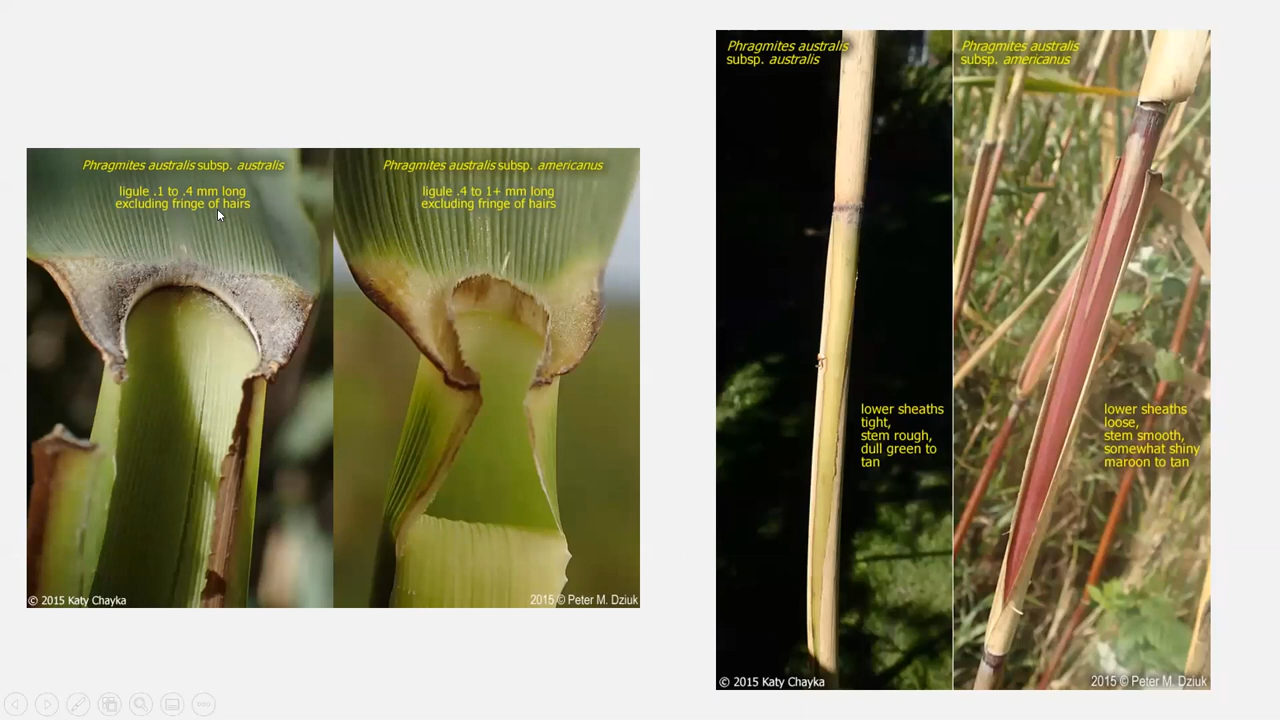 Phragmites australis subsp. australis
ligule .1 to .4 mm long
excluding fringe of hairs
© 2015 Katy Chayka
Phragmites australis subsp. americanus
ligule .4 to 1+ mm long
excluding fringe of hairs
2015 © Peter M. Dziuk
Phragmites australis
subsp. australis
lower sheaths
tight,
stem rough,
dull green to
tan
© 2015 Katy Chayka
Phragmites australis
subsp. americanus
lower sheaths
loose,
stem smooth,
somewhat shiny
maroon to tan
2015 © Peter M. Dziuk